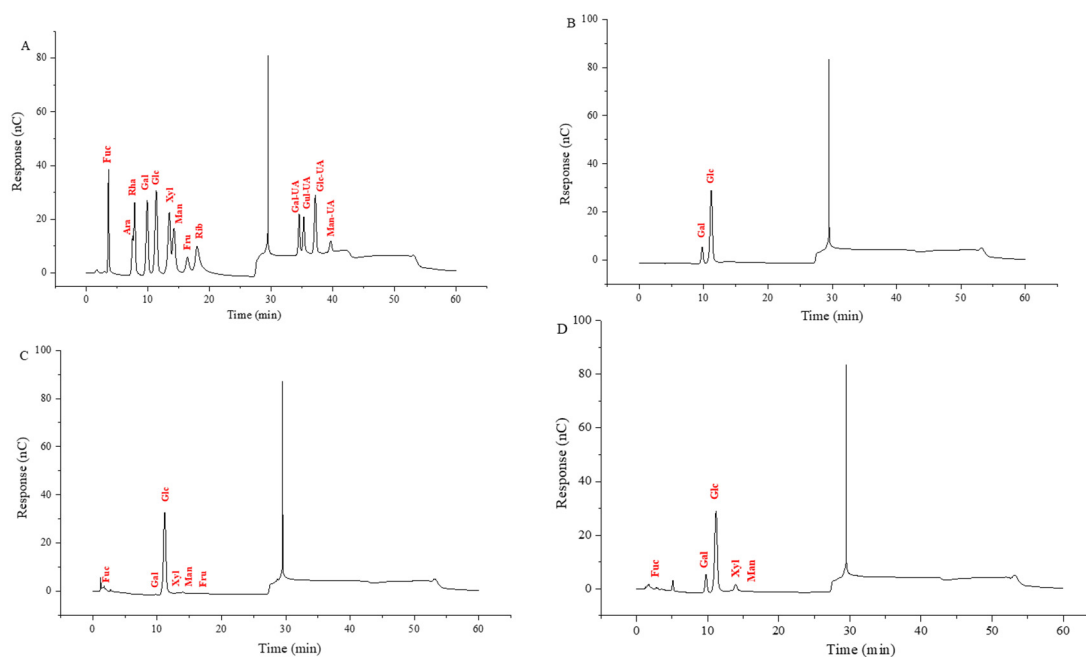 A
80
60
40
20
0
Response (nC)
Fuc
Ara
Rha
Gal
Glc
Xyl
Man
Fru
Rib
Gal-UA
Gul-UA
Glc-UA
Man-UA
0 10 20 30 40 50 60
Time (min)
B
100
80
60
40
20
0
Rseponse (nC)
Gal
Glc
0 10 20 30 40 50 60
Time (min)
C
100
80
60
40
20
0
Response (nC)
Fuc
Gal
Glc
Xyl
Man
Fru
0 10 20 30 40 50 60
Time (min)
D
100
80
60
40
20
0
Response (nC)
Fuc
Gal
Glc
Xyl
Man
0 10 20 30 40 50 60
Time (min)